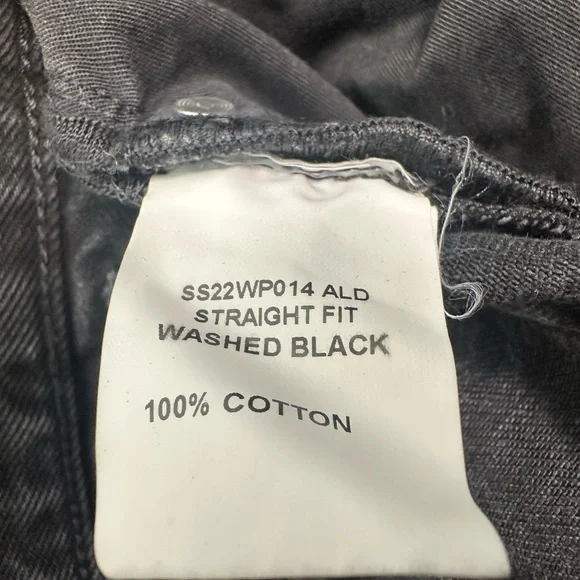 SS22WP014 ALD
STRAIGHT FIT
WASHED BLACK
100% COTTON